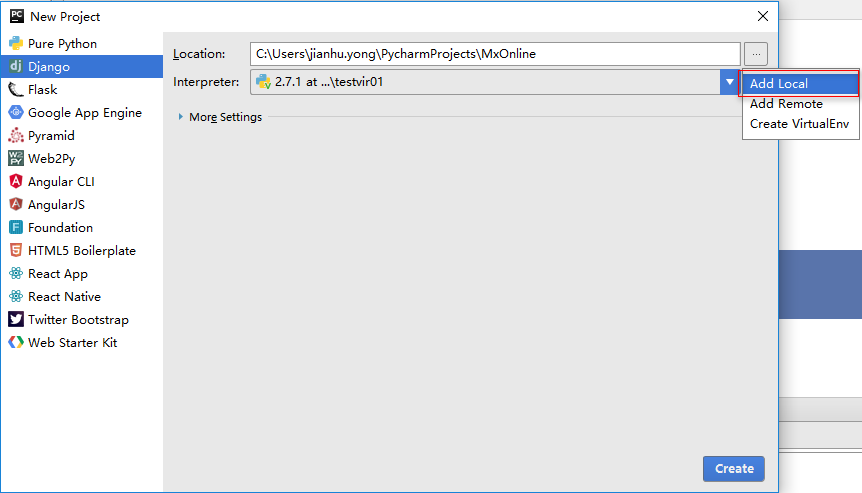 PC New Project
Pure Python
dj Django
Flask
Google App Engine
Pyramid
WEB2PY Web2Py
Angular CLI
AngularJS
F Foundation
HTML5 Boilerplate
React App
React Native
Twitter Bootstrap
Web Starter Kit
Location: C:\Users\jianhu.yong\PycharmProjects\MxOnline ...
Interpreter: 2.7.1 at ...\testvir01
More Settings
Add Local
Add Remote
Create VirtualEnv
Create